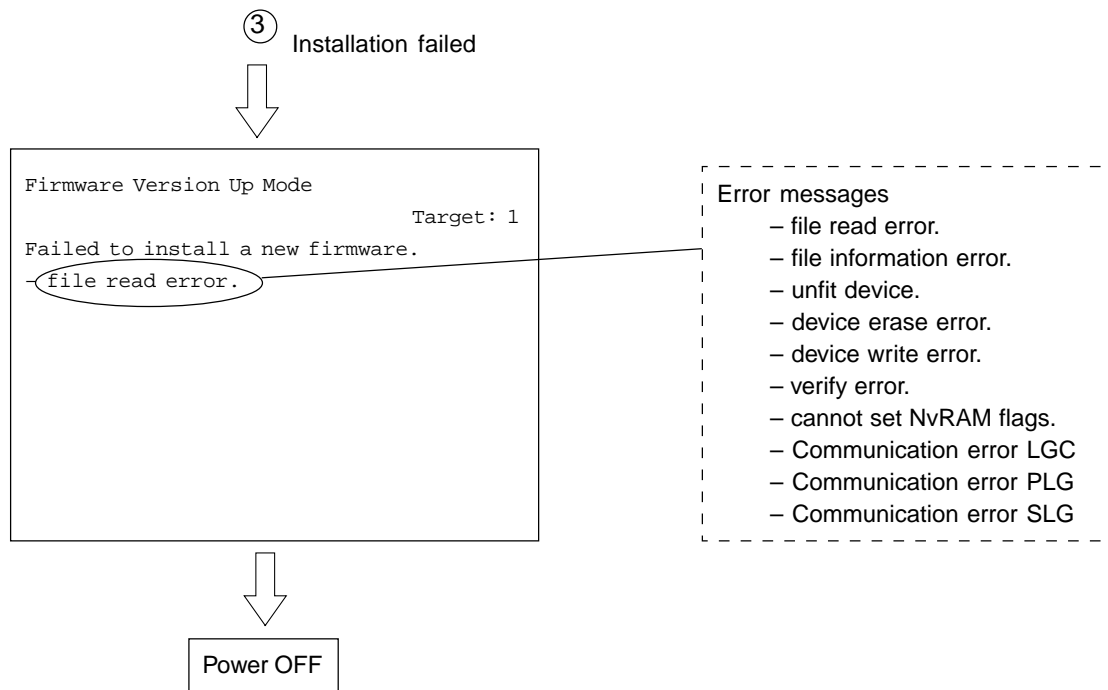 3
Installation failed
Firmware Version Up Mode
Target: 1
Failed to install a new firmware.
– file read error.
Error messages
– file read error.
– file information error.
– unfit device.
– device erase error.
– device write error.
– verify error.
– cannot set NvRAM flags.
– Communication error LGC
– Communication error PLG
– Communication error SLG
Power OFF